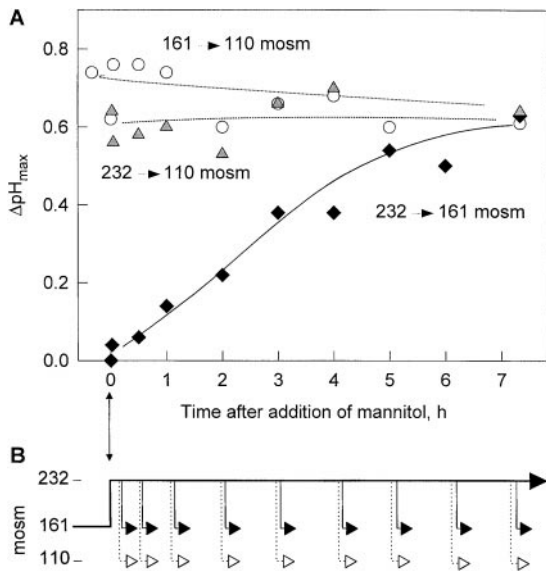 A
0.8
161 → 110 mosm
0.6
232 → 110 mosm
ΔpHmax
0.4
232 → 161 mosm
0.2
0.0
0 1 2 3 4 5 6 7
Time after addition of mannitol, h
B
232
mosm
161
110